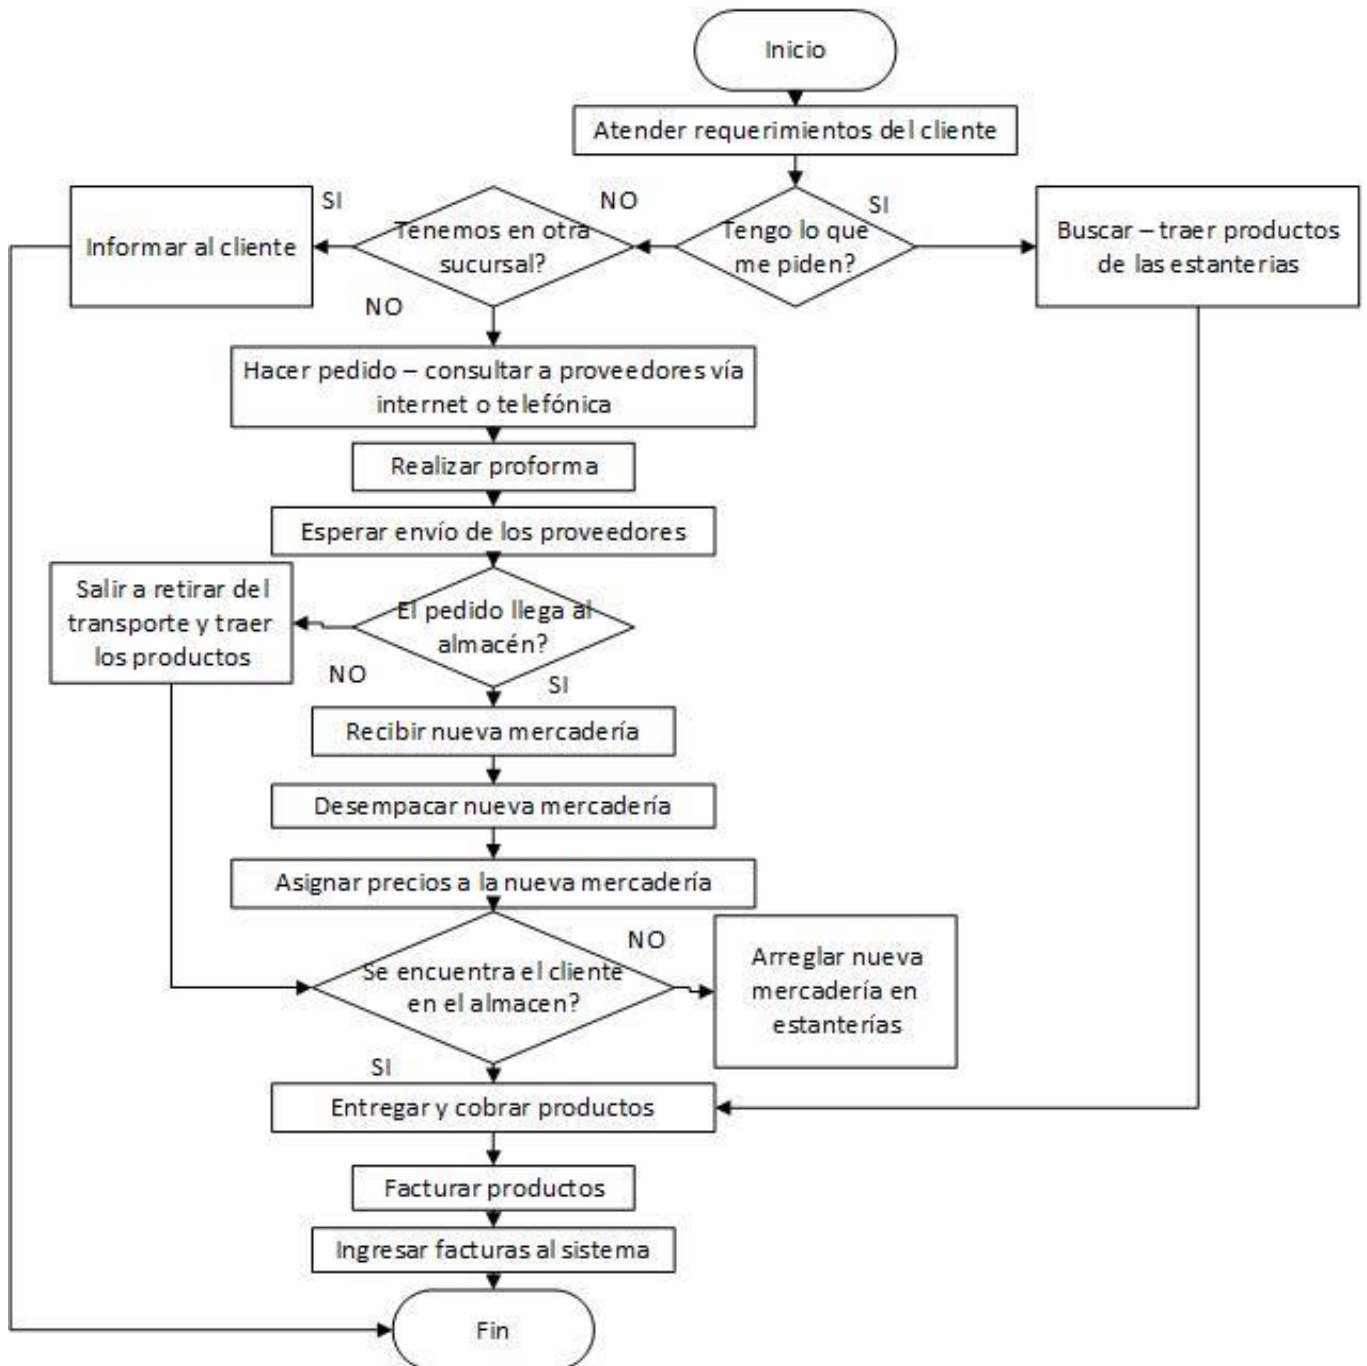 Inicio
Atender requerimientos del cliente
SI
NO
SI
Informar al cliente
Tenemos en otra
sucursal?
Tengo lo que
me piden?
Buscar – traer productos
de las estanterias
NO
Hacer pedido – consultar a proveedores vía
internet o telefónica
Realizar proforma
Esperar envío de los proveedores
Salir a retirar del
transporte y traer
los productos
El pedido llega al
almacén?
NO
SI
Recibir nueva mercadería
Desempacar nueva mercadería
Asignar precios a la nueva mercadería
NO
Se encuentra el cliente
en el almacen?
Arreglar nueva
mercadería en
estanterías
SI
Entregar y cobrar productos
Facturar productos
Ingresar facturas al sistema
Fin